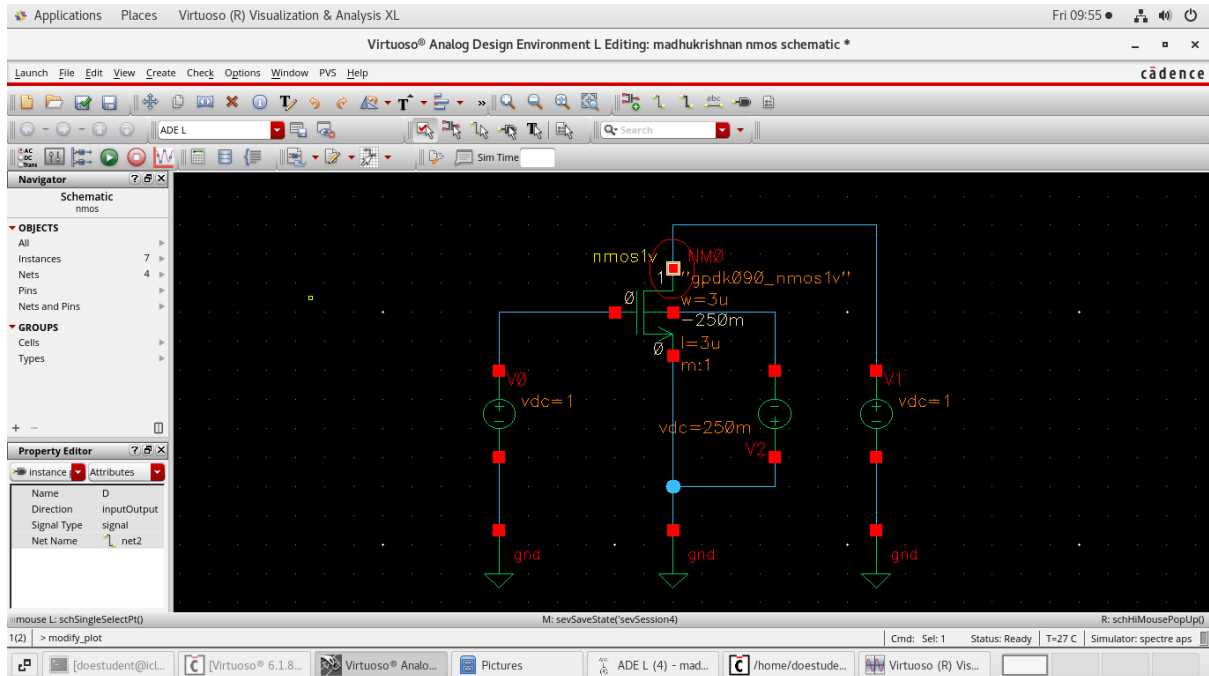 Applications Places Virtuoso (R) Visualization & Analysis XL Fri 09:55
Virtuoso® Analog Design Environment L Editing: madhukrishnan nmos schematic *
Launch File Edit View Create Check Options Window PVS Help cādence
ADE L Search
Sim Time
Navigator
Schematic
nmos
OBJECTS
All
Instances 7
Nets 4
Pins
Nets and Pins
GROUPS
Cells
Types
Property Editor
instance Attributes
Name D
Direction inputOutput
Signal Type signal
Net Name net2
nmos1v NM0
1 "gpdk090_nmos1v"
0 w=3u
-250m
0 l=3u
m:1
V0 V1
vdc=1 vdc=1
vdc=250m
V2
gnd gnd gnd
mouse L: schSingleSelectPt() M: sevSaveState('sevSession4) R: schHiMousePopUp()
1(2) > modify_plot Cmd: Sel: 1 Status: Ready T=27 C Simulator: spectre aps
[doestudent@icl... [Virtuoso® 6.1.8... Virtuoso® Analo... Pictures ADE L (4) - mad... /home/doestude... Virtuoso (R) Vis...